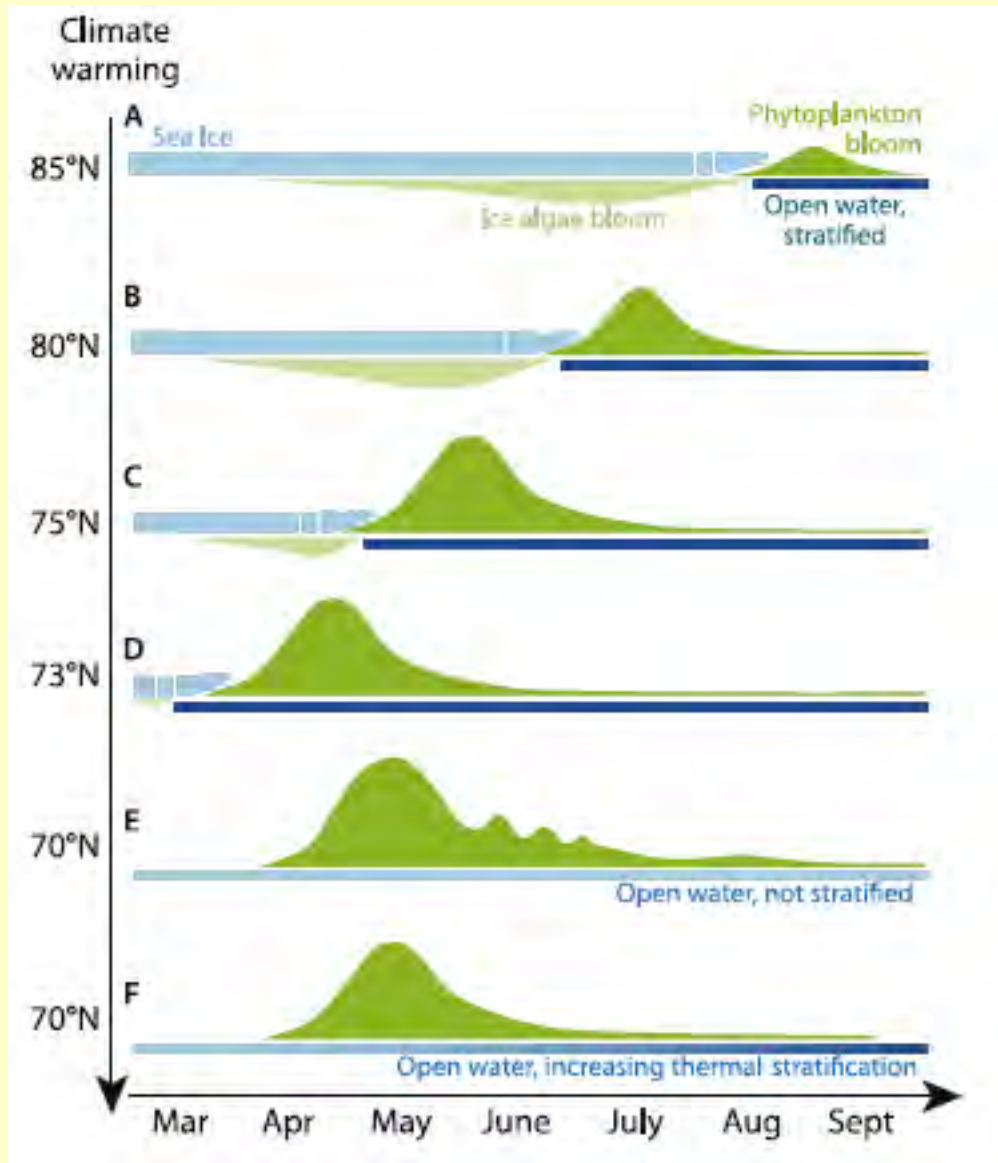 Climate
warming
A
Sea Ice
Phytoplankton
bloom
85°N
Ice algae bloom
Open water,
stratified
B
80°N
C
75°N
D
73°N
E
70°N
Open water, not stratified
F
70°N
Open water, increasing thermal stratification
Mar Apr May June July Aug Sept